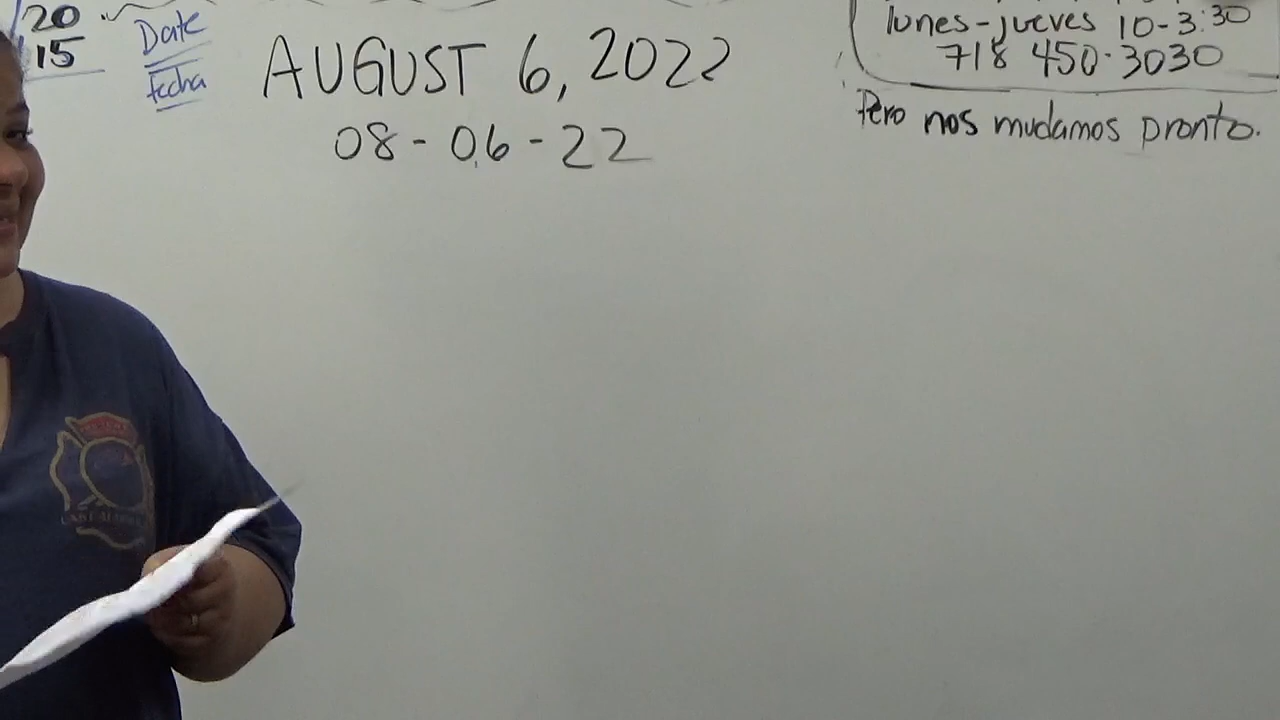 20
15
Date
Fecha
AUGUST 6, 2022
08-06-22
lunes-jueves 10-3:30
718 450-3030
Pero nos mudamos pronto.